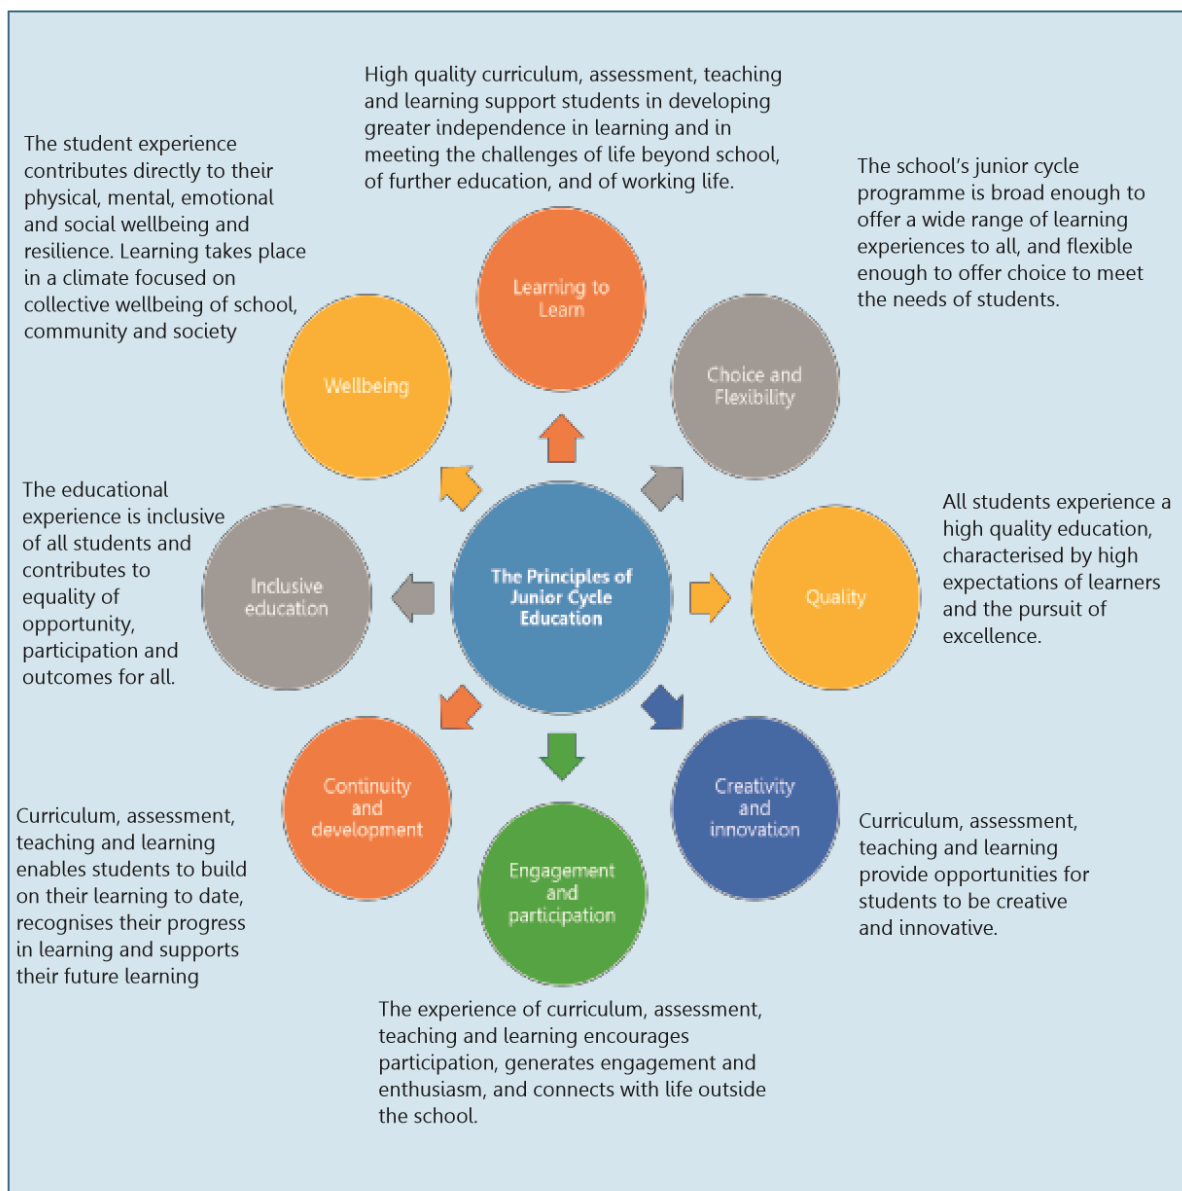 High quality curriculum, assessment, teaching
and learning support students in developing
greater independence in learning and in
meeting the challenges of life beyond school,
of further education, and of working life.
The student experience
contributes directly to their
physical, mental, emotional
and social wellbeing and
resilience. Learning takes place
in a climate focused on
collective wellbeing of school,
community and society
The school’s junior cycle
programme is broad enough to
offer a wide range of learning
experiences to all, and flexible
enough to offer choice to meet
the needs of students.
Learning to
Learn
Wellbeing
Choice and
Flexibility
The educational
experience is inclusive
of all students and
contributes to
equality of
opportunity,
participation and
outcomes for all.
Inclusive
education
The Principles of
Junior Cycle
Education
Quality
All students experience a
high quality education,
characterised by high
expectations of learners
and the pursuit of
excellence.
Continuity
and
development
Creativity
and
innovation
Engagement
and
participation
Curriculum, assessment,
teaching and learning
enables students to build
on their learning to date,
recognises their progress
in learning and supports
their future learning
Curriculum, assessment,
teaching and learning
provide opportunities for
students to be creative
and innovative.
The experience of curriculum, assessment,
teaching and learning encourages
participation, generates engagement and
enthusiasm, and connects with life outside
the school.